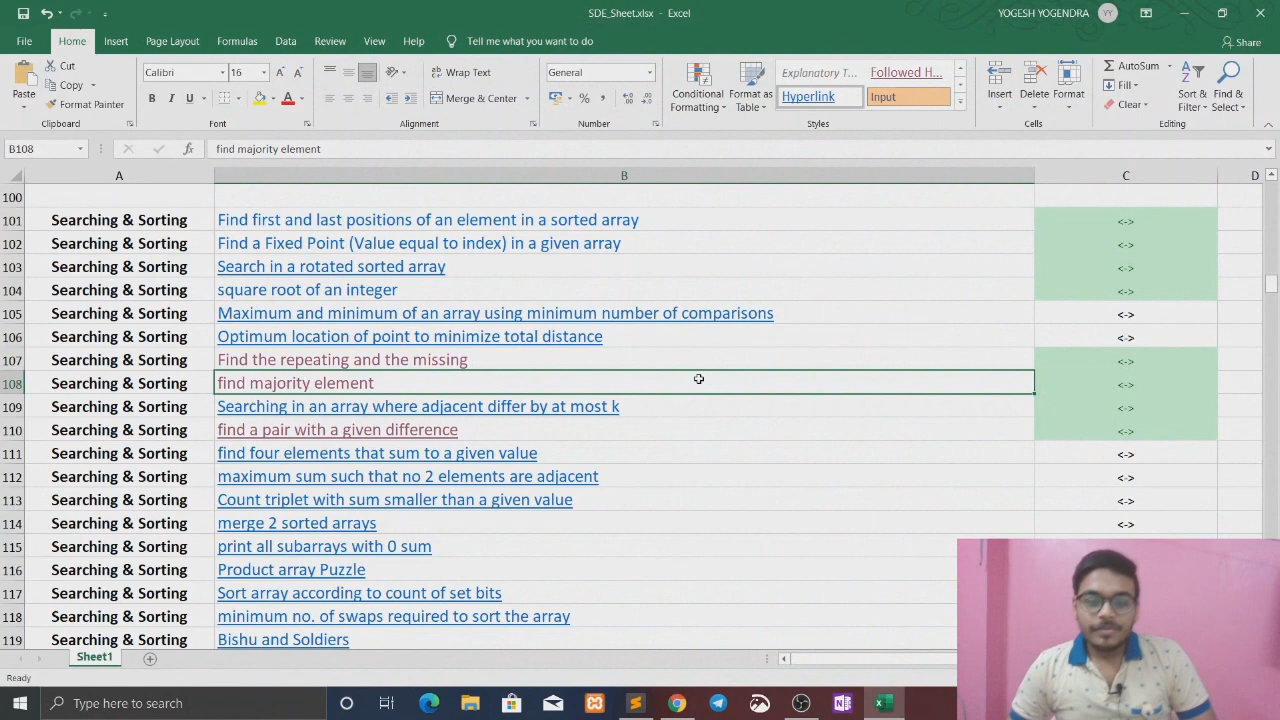 SDE_Sheet.xlsx - Excel
YOGESH YOGENDRA YY
File Home Insert Page Layout Formulas Data Review View Help Tell me what you want to do Share
Paste Cut Copy Format Painter Clipboard
Calibri 16 A A B I U A Font
ab Wrap Text Merge & Center Alignment
General % , Number
Conditional Formatting Format as Table
Explanatory T... Followed H... Hyperlink Input Styles
Insert Delete Format Cells
AutoSum Fill Clear Sort & Filter Find & Select Editing
B108 fx find majority element
A B C D
100
101 Searching & Sorting Find first and last positions of an element in a sorted array <->
102 Searching & Sorting Find a Fixed Point (Value equal to index) in a given array <->
103 Searching & Sorting Search in a rotated sorted array <->
104 Searching & Sorting square root of an integer <->
105 Searching & Sorting Maximum and minimum of an array using minimum number of comparisons <->
106 Searching & Sorting Optimum location of point to minimize total distance <->
107 Searching & Sorting Find the repeating and the missing <->
108 Searching & Sorting find majority element <->
109 Searching & Sorting Searching in an array where adjacent differ by at most k <->
110 Searching & Sorting find a pair with a given difference <->
111 Searching & Sorting find four elements that sum to a given value <->
112 Searching & Sorting maximum sum such that no 2 elements are adjacent <->
113 Searching & Sorting Count triplet with sum smaller than a given value <->
114 Searching & Sorting merge 2 sorted arrays <->
115 Searching & Sorting print all subarrays with 0 sum
116 Searching & Sorting Product array Puzzle
117 Searching & Sorting Sort array according to count of set bits
118 Searching & Sorting minimum no. of swaps required to sort the array
119 Searching & Sorting Bishu and Soldiers
Sheet1
Ready
Type here to search